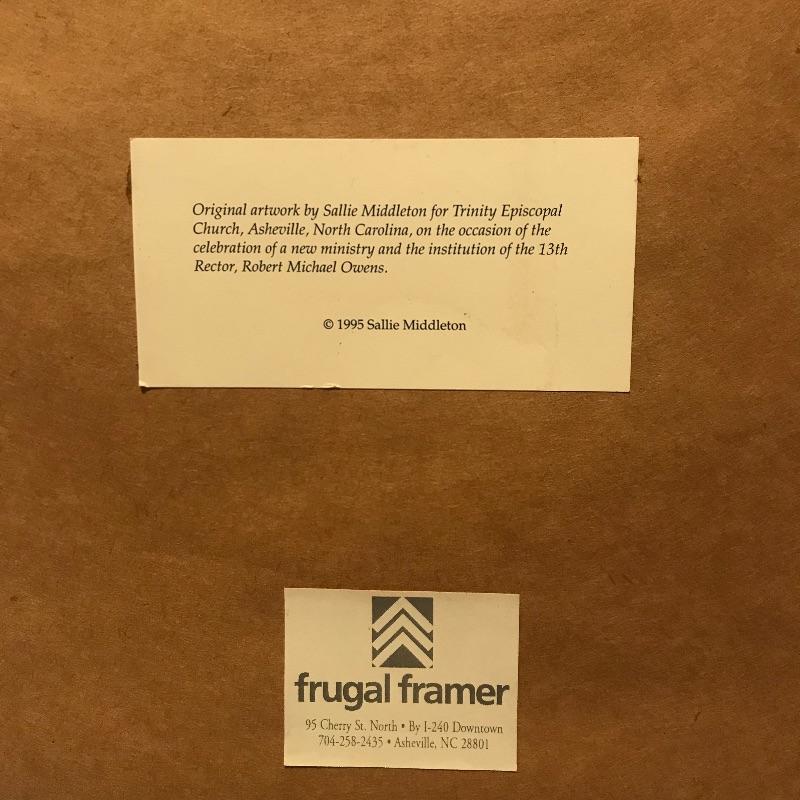 Original artwork by Sallie Middleton for Trinity Episcopal
Church, Asheville, North Carolina, on the occasion of the
celebration of a new ministry and the institution of the 13th
Rector, Robert Michael Owens.
© 1995 Sallie Middleton
frugal framer
95 Cherry St. North • By I-240 Downtown
704-258-2435 • Asheville, NC 28801